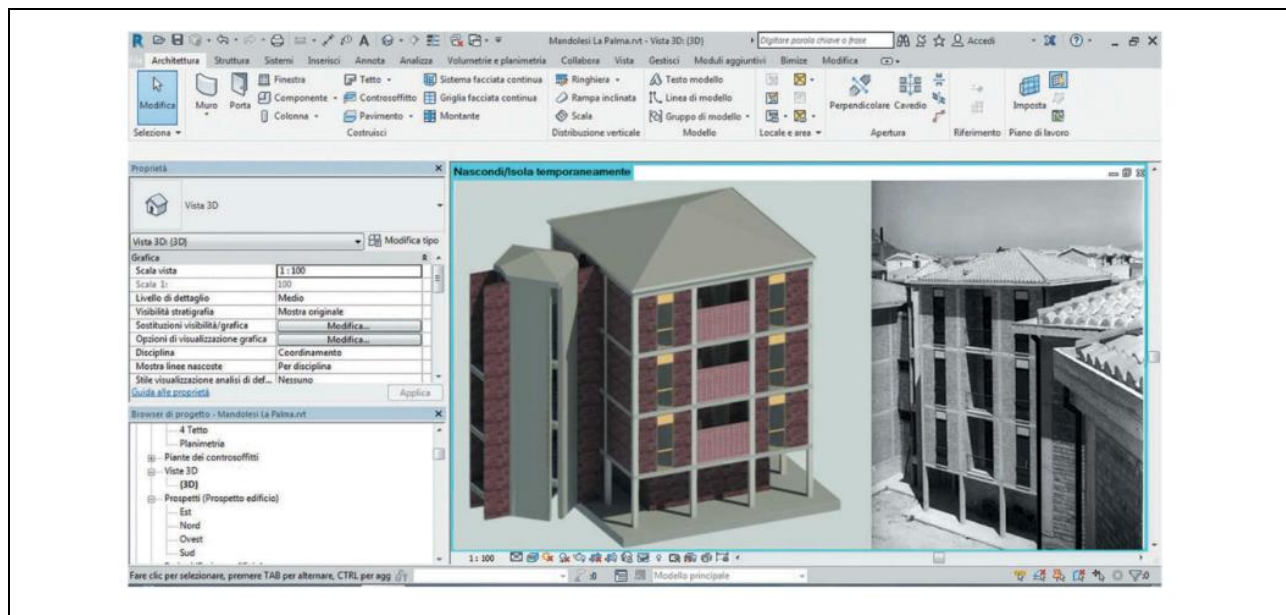 Mandolesi La Palma.rvt - Vista 3D: {3D}
Digitare parola chiave o frase
Accedi
Architettura Struttura Sistemi Inserisci Annota Analizza Volumetrie e planimetria Collabora Vista Gestisci Moduli aggiuntivi Bimize Modifica
Modifica
Muro
Porta
Finestra
Componente
Colonna
Tetto
Controsoffitto
Pavimento
Sistema facciata continua
Griglia facciata continua
Montante
Ringhiera
Rampa inclinata
Scala
Testo modello
Linea di modello
Gruppo di modello
Perpendicolare
Cavedio
Imposta
Seleziona
Costruisci
Distribuzione verticale
Modello
Locale e area
Apertura
Riferimento
Piano di lavoro
Proprietà
Vista 3D
Vista 3D: {3D}
Modifica tipo
Grafica
Scala vista 1 : 100
Scala 1: 100
Livello di dettaglio Medio
Visibilità stratigrafia Mostra originale
Sostituzioni visibilità/grafica Modifica...
Opzioni di visualizzazione grafica Modifica...
Disciplina Coordinamento
Mostra linee nascoste Per disciplina
Stile visualizzazione analisi di def... Nessuno
Guida alle proprietà
Applica
Browser di progetto - Mandolesi La Palma.rvt
4 Tetto
Planimetria
Piante dei controsoffitti
Viste 3D
{3D}
Prospetti (Prospetto edificio)
Est
Nord
Ovest
Sud
Nascondi/Isola temporaneamente
1 : 100
Fare clic per selezionare, premere TAB per alternare, CTRL per agg
:0
Modello principale
:0